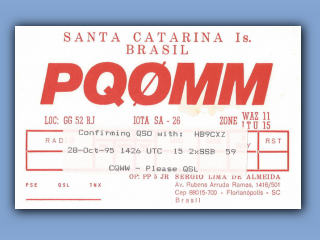 SANTA CATARINA Is.
BRASIL
PQØMM
LOC: GG 52 RJ IOTA SA - 26 ZONE WAZ 11
ITU 15
Confirming QSO with: HB9CXZ
RAD RST
28-Oct-95 1426 UTC 15 2xSSB 59
CQWW - Please QSL
OP: PP 5 JR SERGIO LIMA DE ALMEIDA
PSE QSL TNX
Av. Rubens Arruda Ramos, 1416/501
Cep 88015-700 - Florianópolis - SC
Brasil